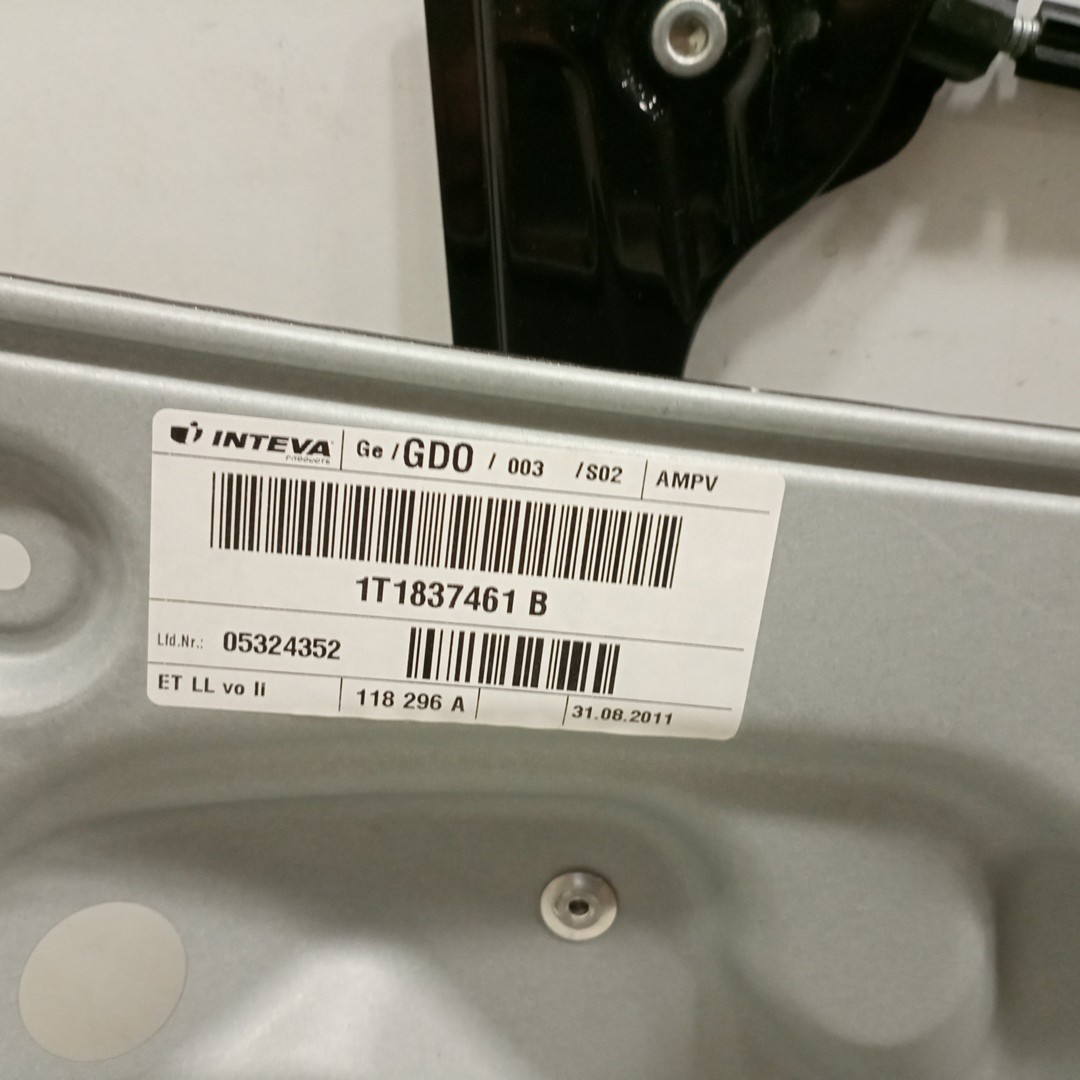 INTEVA Ge / GDO / 003 / S02 AMPV
PRODUCTS
1T1837461 B
Lfd.Nr.: 05324352
ET LL vo li 118 296 A 31.08.2011